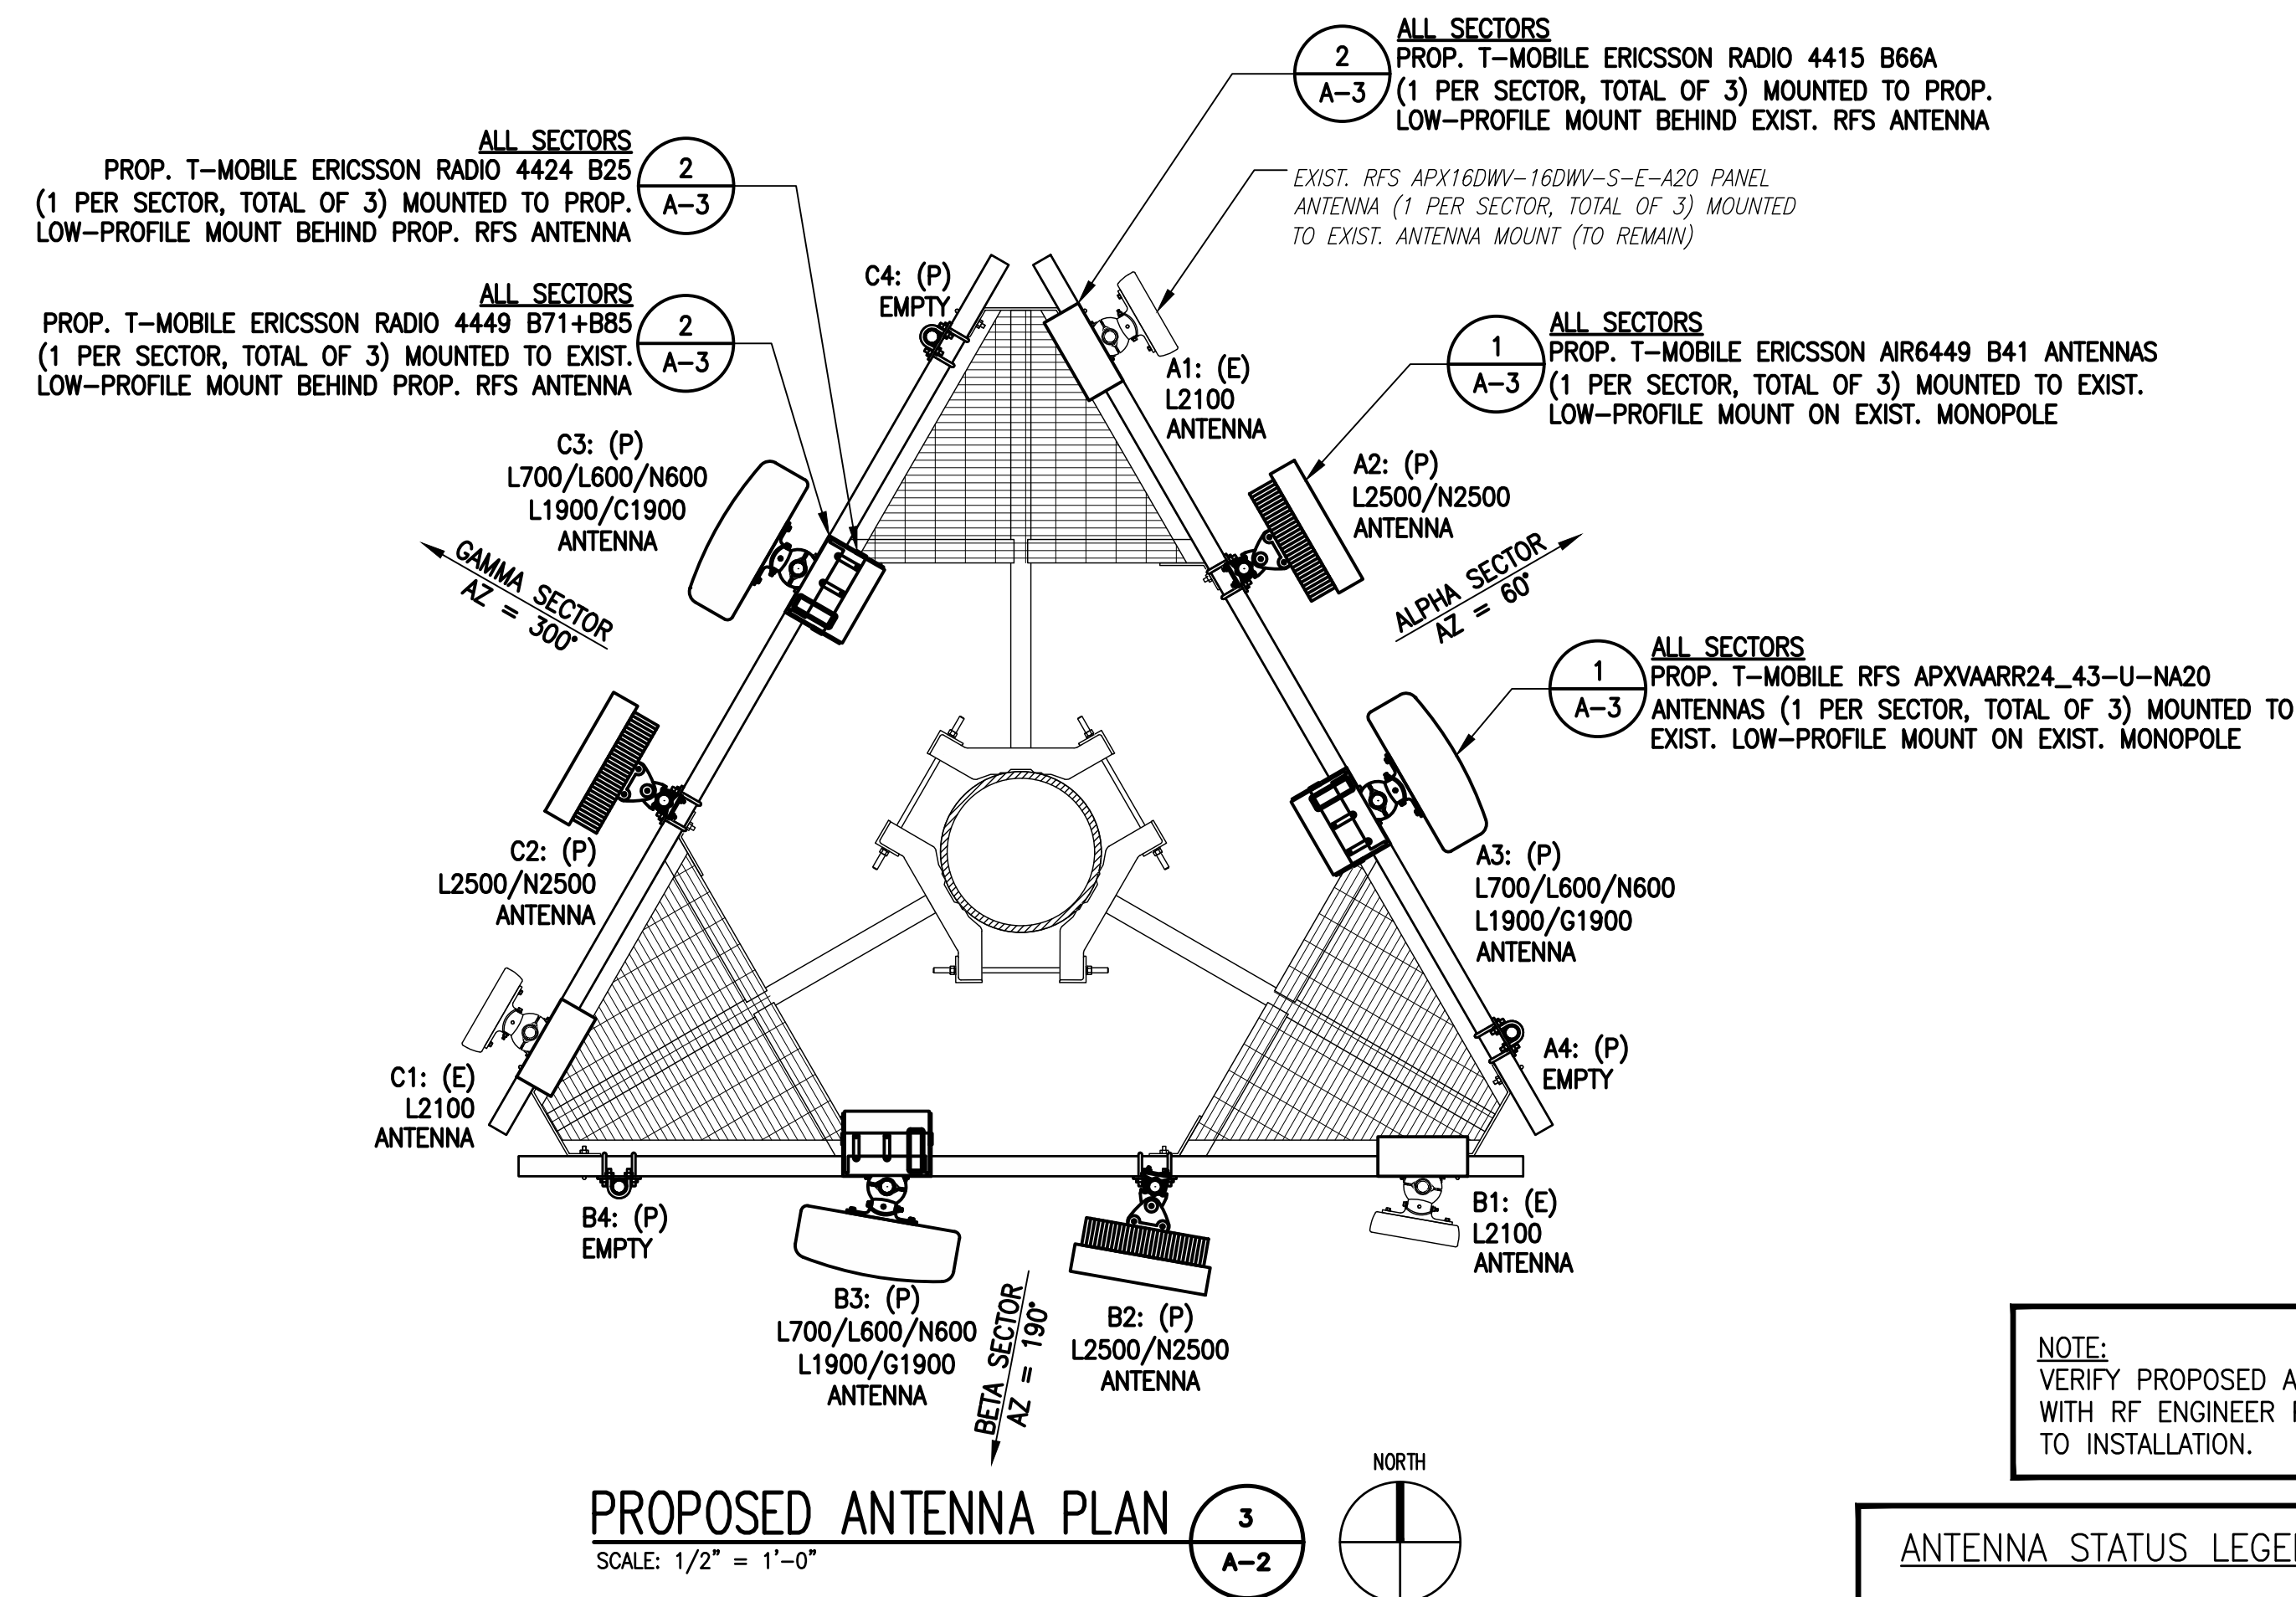 ALL SECTORS
PROP. T-MOBILE ERICSSON RADIO 4415 B66A
(1 PER SECTOR, TOTAL OF 3) MOUNTED TO PROP.
LOW-PROFILE MOUNT BEHIND EXIST. RFS ANTENNA
2
A-3
ALL SECTORS
PROP. T-MOBILE ERICSSON RADIO 4424 B25
(1 PER SECTOR, TOTAL OF 3) MOUNTED TO PROP.
LOW-PROFILE MOUNT BEHIND PROP. RFS ANTENNA
2
A-3
EXIST. RFS APX16DWV-16DWV-S-E-A20 PANEL
ANTENNA (1 PER SECTOR, TOTAL OF 3) MOUNTED
TO EXIST. ANTENNA MOUNT (TO REMAIN)
ALL SECTORS
PROP. T-MOBILE ERICSSON RADIO 4449 B71+B85
(1 PER SECTOR, TOTAL OF 3) MOUNTED TO EXIST.
LOW-PROFILE MOUNT BEHIND PROP. RFS ANTENNA
2
A-3
C4: (P)
EMPTY
A1: (E)
L2100
ANTENNA
1
A-3
ALL SECTORS
PROP. T-MOBILE ERICSSON AIR6449 B41 ANTENNAS
(1 PER SECTOR, TOTAL OF 3) MOUNTED TO EXIST.
LOW-PROFILE MOUNT ON EXIST. MONOPOLE
C3: (P)
L700/L600/N600
L1900/C1900
ANTENNA
A2: (P)
L2500/N2500
ANTENNA
GAMMA SECTOR
AZ = 300°
ALPHA SECTOR
AZ = 60°
1
A-3
ALL SECTORS
PROP. T-MOBILE RFS APXVAARR24_43-U-NA20
ANTENNAS (1 PER SECTOR, TOTAL OF 3) MOUNTED TO
EXIST. LOW-PROFILE MOUNT ON EXIST. MONOPOLE
C2: (P)
L2500/N2500
ANTENNA
A3: (P)
L700/L600/N600
L1900/G1900
ANTENNA
C1: (E)
L2100
ANTENNA
A4: (P)
EMPTY
B4: (P)
EMPTY
B1: (E)
L2100
ANTENNA
B3: (P)
L700/L600/N600
L1900/G1900
ANTENNA
BETA SECTOR
AZ = 190°
B2: (P)
L2500/N2500
ANTENNA
NOTE:
VERIFY PROPOSED
WITH RF ENGINEER
TO INSTALLATION.
PROPOSED ANTENNA PLAN
SCALE: 1/2" = 1'-0"
3
A-2
NORTH
ANTENNA STATUS